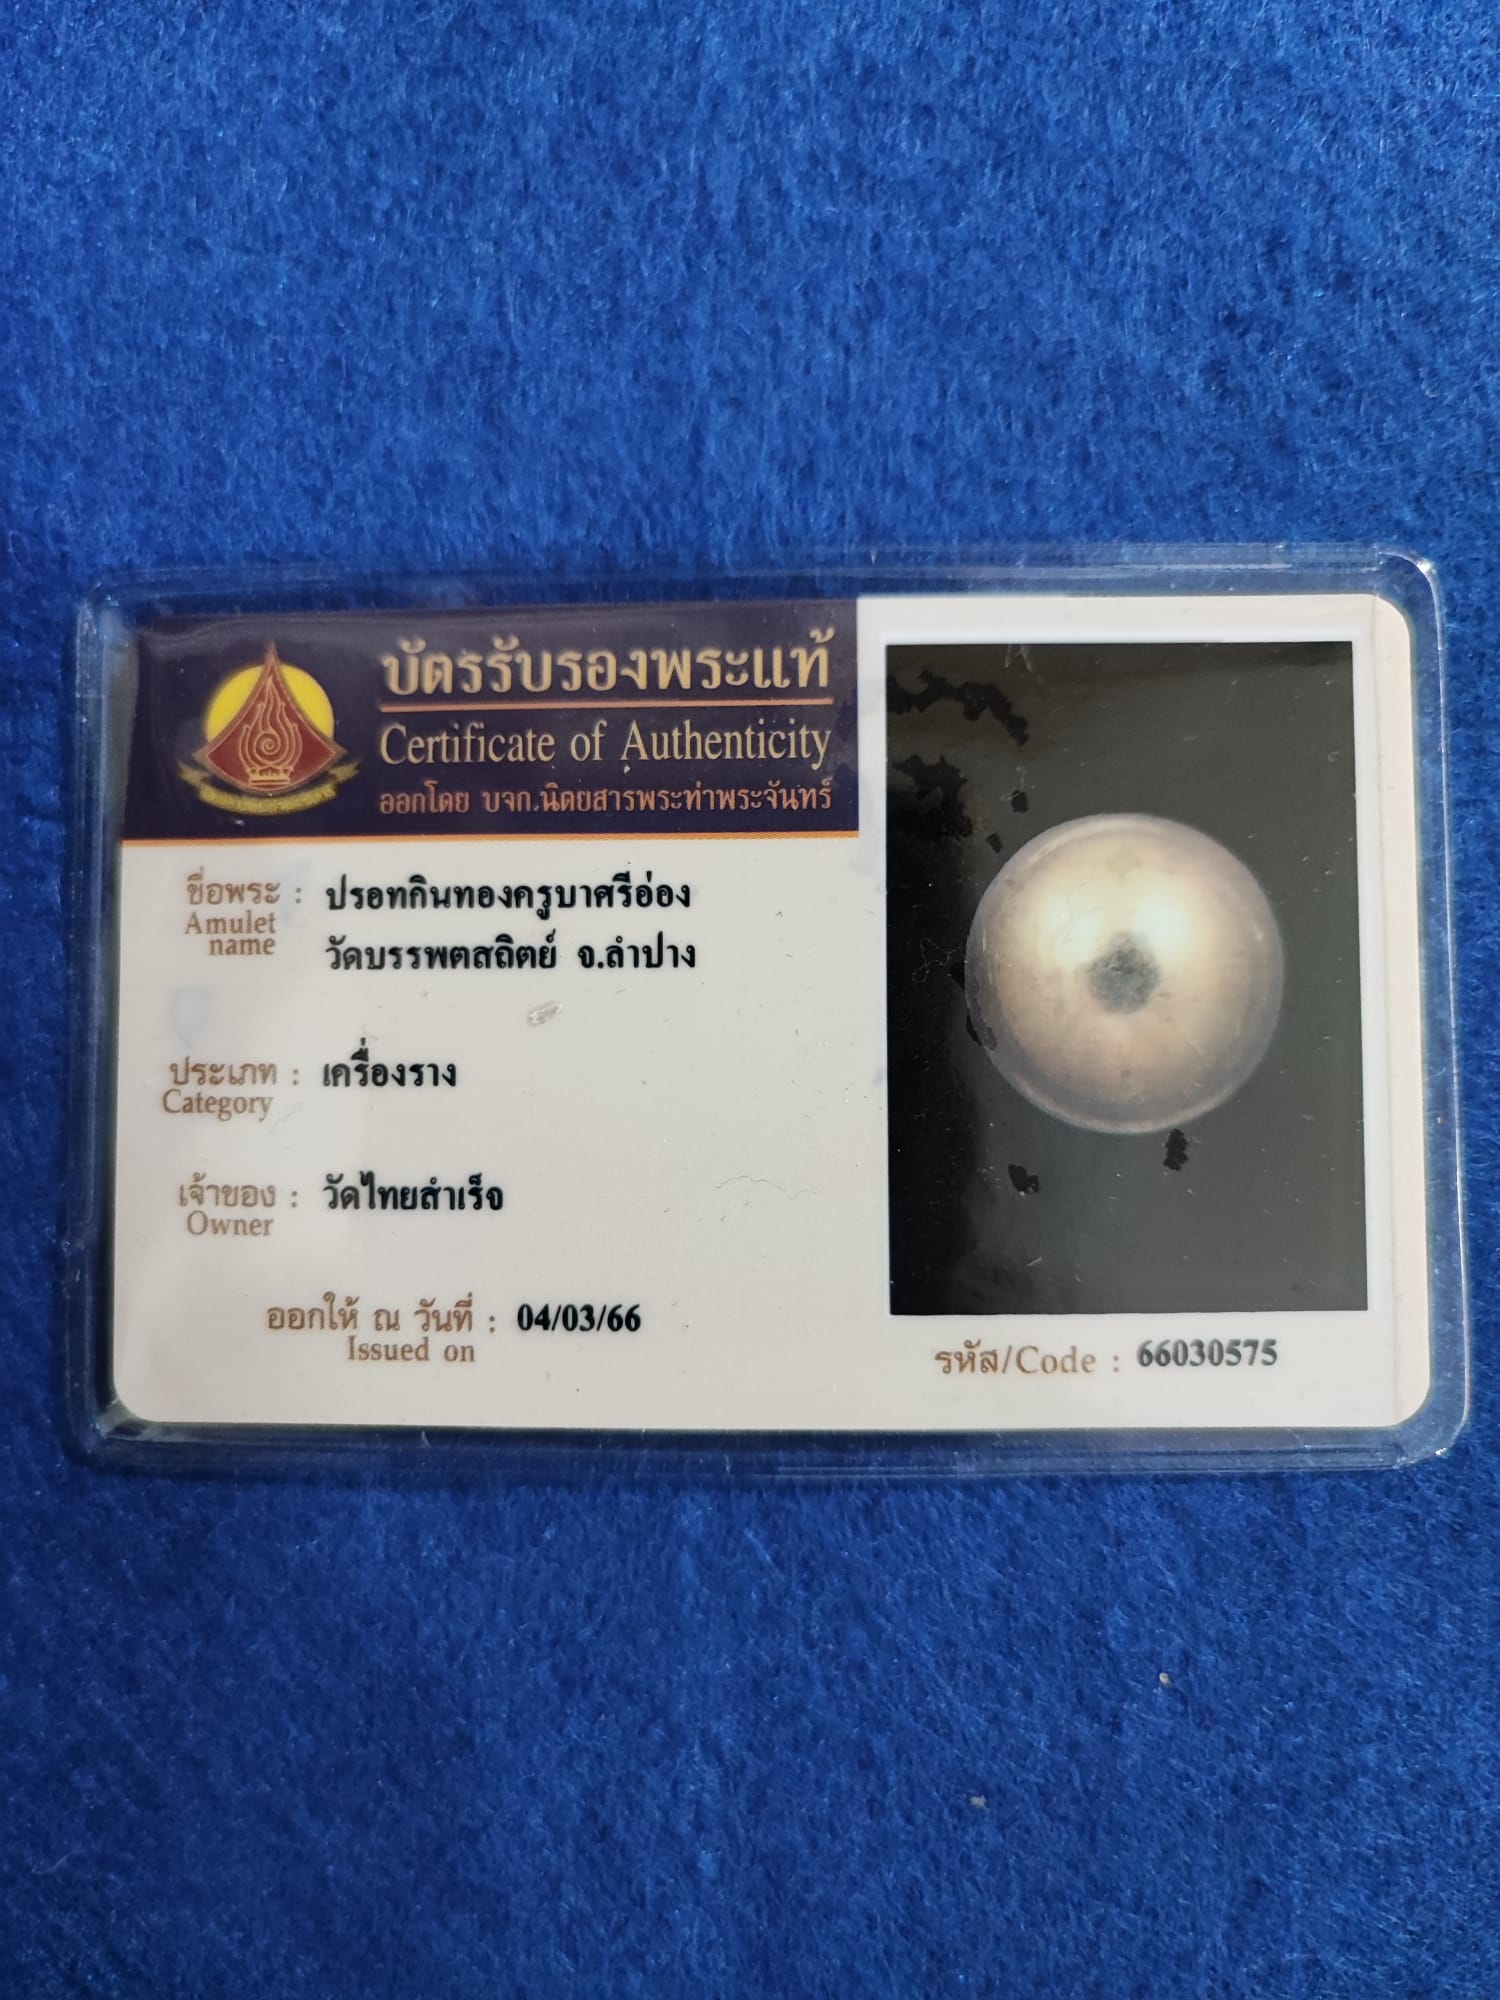 บัตรรับรองพระแท้
Certificate of Authenticity
ออกโดย บจก.นิตยสารพระท่าพระจันทร์
ชื่อพระ : ปรอทกินทองครูบาศรีอ่อง
Amulet name
วัดบรรพตสถิตย์ จ.ลำปาง
ประเภท : เครื่องราง
Category
เจ้าของ : วัดไทยสำเร็จ
Owner
ออกให้ ณ วันที่ : 04/03/66
Issued on
รหัส/Code : 66030575